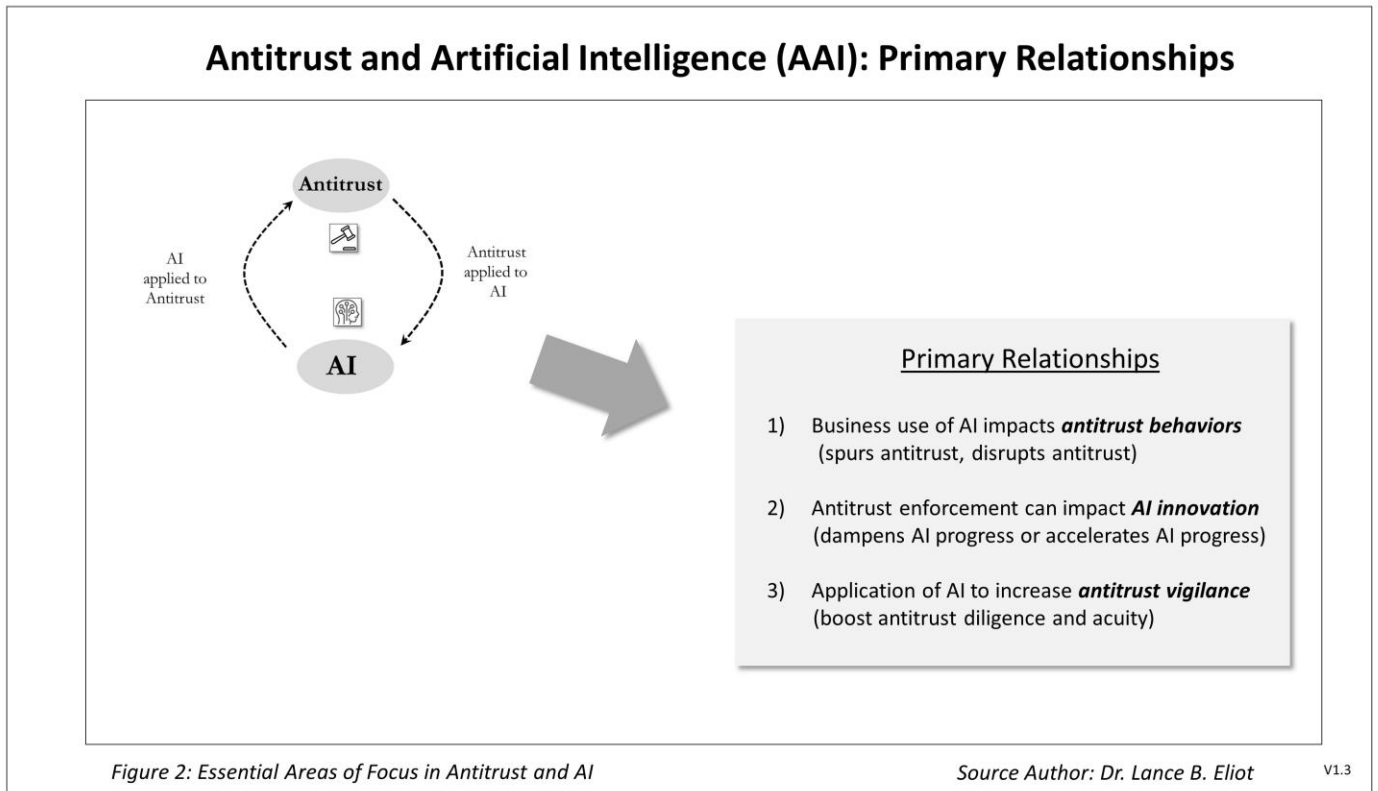 Antitrust and Artificial Intelligence (AAI): Primary Relationships
Antitrust
AI
applied to
Antitrust
Antitrust
applied to
AI
AI
Primary Relationships
1) Business use of AI impacts antitrust behaviors
(spurs antitrust, disrupts antitrust)
2) Antitrust enforcement can impact AI innovation
(dampens AI progress or accelerates AI progress)
3) Application of AI to increase antitrust vigilance
(boost antitrust diligence and acuity)
Figure 2: Essential Areas of Focus in Antitrust and AI
Source Author: Dr. Lance B. Eliot
V1.3